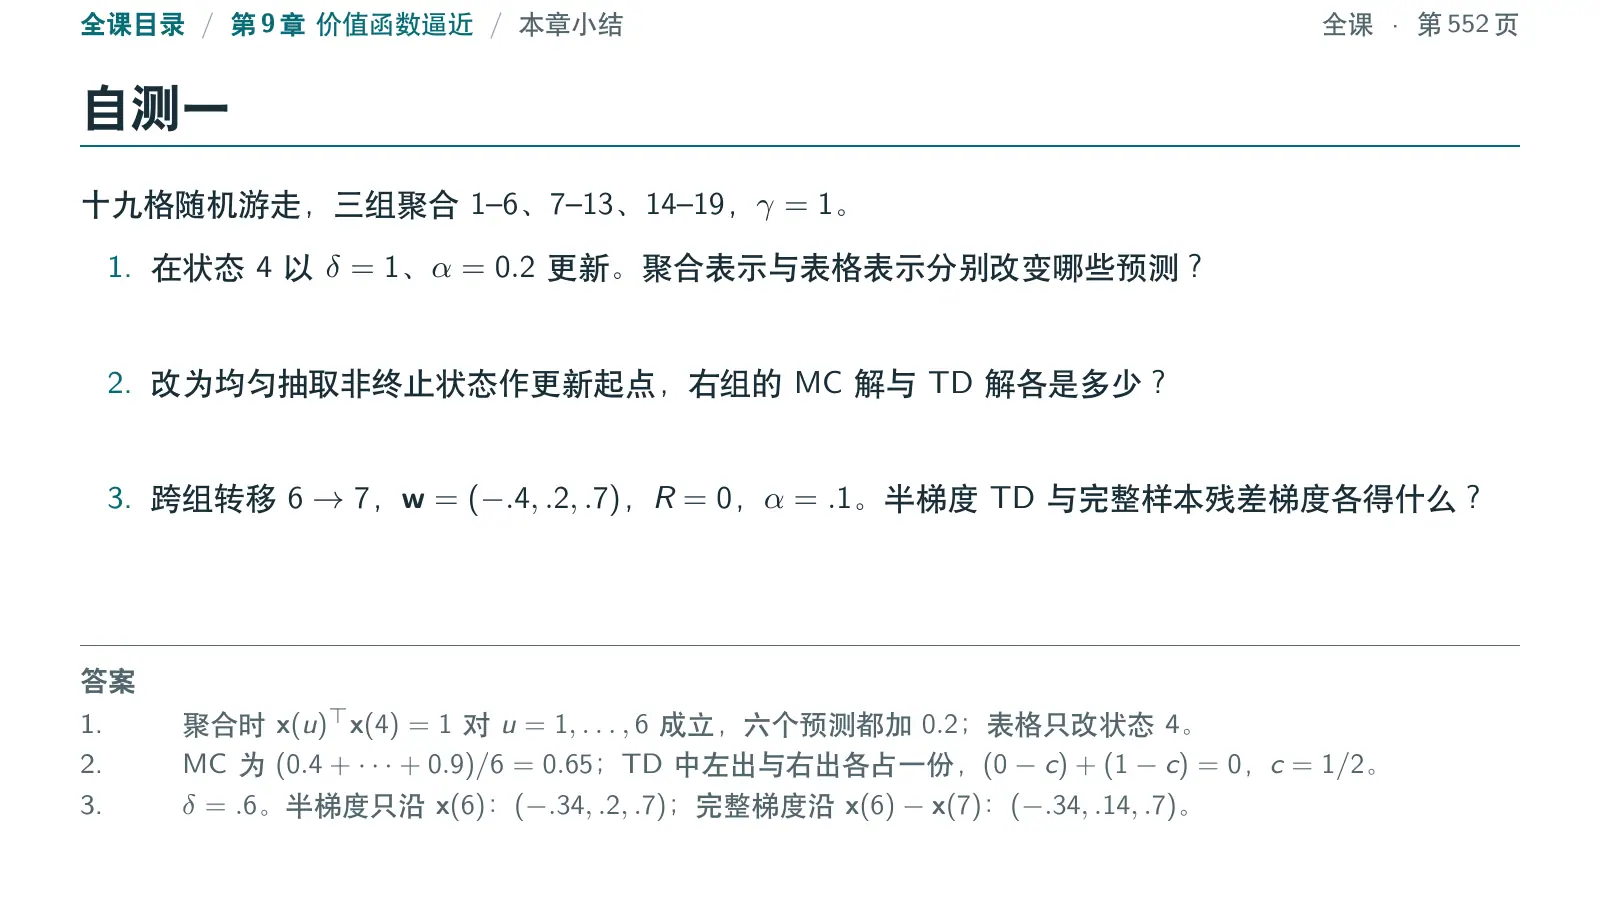 全课目录 / 第9章 价值函数逼近 / 本章小结
全课 · 第552页
自测一
十九格随机游走，三组聚合 1–6、7–13、14–19，γ = 1。
1. 在状态 4 以 δ = 1、α = 0.2 更新。聚合表示与表格表示分别改变哪些预测？
2. 改为均匀抽取非终止状态作更新起点，右组的 MC 解与 TD 解各是多少？
3. 跨组转移 6 → 7，w = (−.4, .2, .7)，R = 0，α = .1。半梯度 TD 与完整样本残差梯度各得什么？
答案
1. 聚合时 x(u)⊤x(4) = 1 对 u = 1, . . . , 6 成立，六个预测都加 0.2；表格只改状态 4。
2. MC 为 (0.4 + · · · + 0.9)/6 = 0.65；TD 中左出与右出各占一份，(0 − c) + (1 − c) = 0，c = 1/2。
3. δ = .6。半梯度只沿 x(6)：(−.34, .2, .7)；完整梯度沿 x(6) − x(7)：(−.34, .14, .7)。